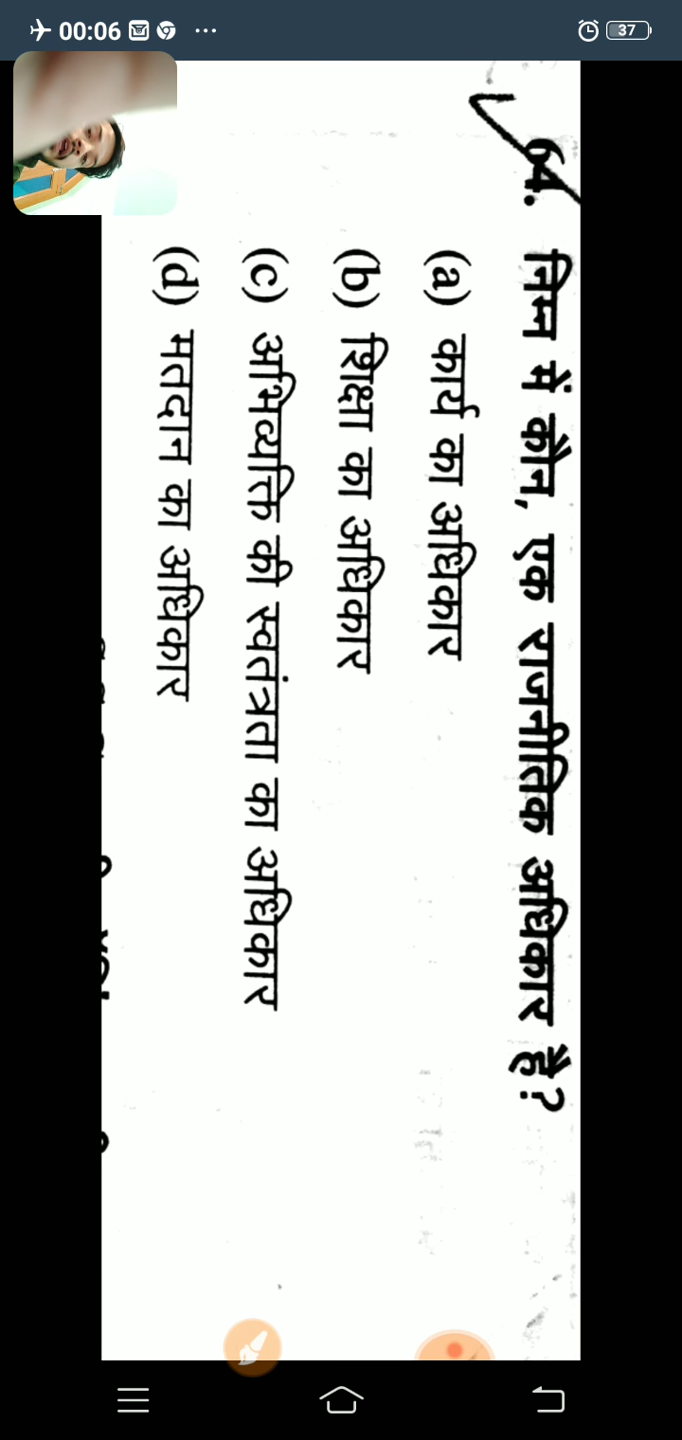 00:06
37
64. निम्न में कौन, एक राजनीतिक अधिकार है?
(a) कार्य का अधिकार
(b) शिक्षा का अधिकार
(c) अभिव्यक्ति की स्वतंत्रता का अधिकार
(d) मतदान का अधिकार